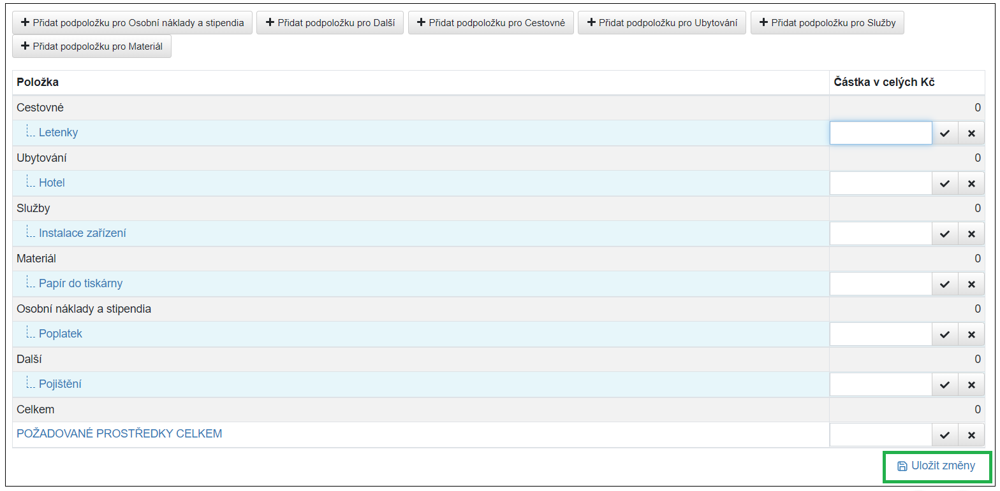 Přidat podpoložku pro Osobní náklady a stipendia Přidat podpoložku pro Další Přidat podpoložku pro Cestovné Přidat podpoložku pro Ubytování Přidat podpoložku pro Služby
Přidat podpoložku pro Materiál
Položka Částka v celých Kč
Cestovné 0
Letenky
Ubytování 0
Hotel
Služby 0
Instalace zařízení
Materiál 0
Papír do tiskárny
Osobní náklady a stipendia 0
Poplatek
Další 0
Pojištění
Celkem 0
POŽADOVANÉ PROSTŘEDKY CELKEM
Uložit změny